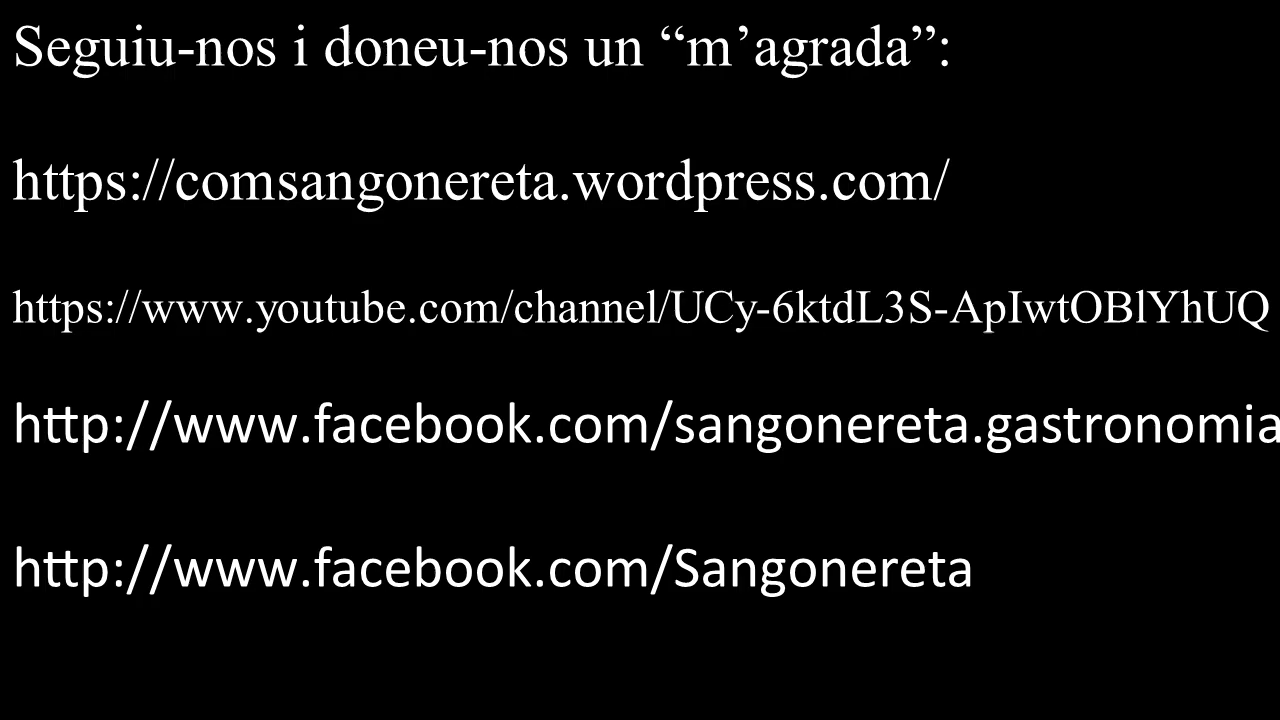 Seguiu-nos i doneu-nos un “m’agrada”:
https://comsangonereta.wordpress.com/
https://www.youtube.com/channel/UCy-6ktdL3S-ApIwtOBlYhUQ
http://www.facebook.com/sangonereta.gastronomia
http://www.facebook.com/Sangonereta